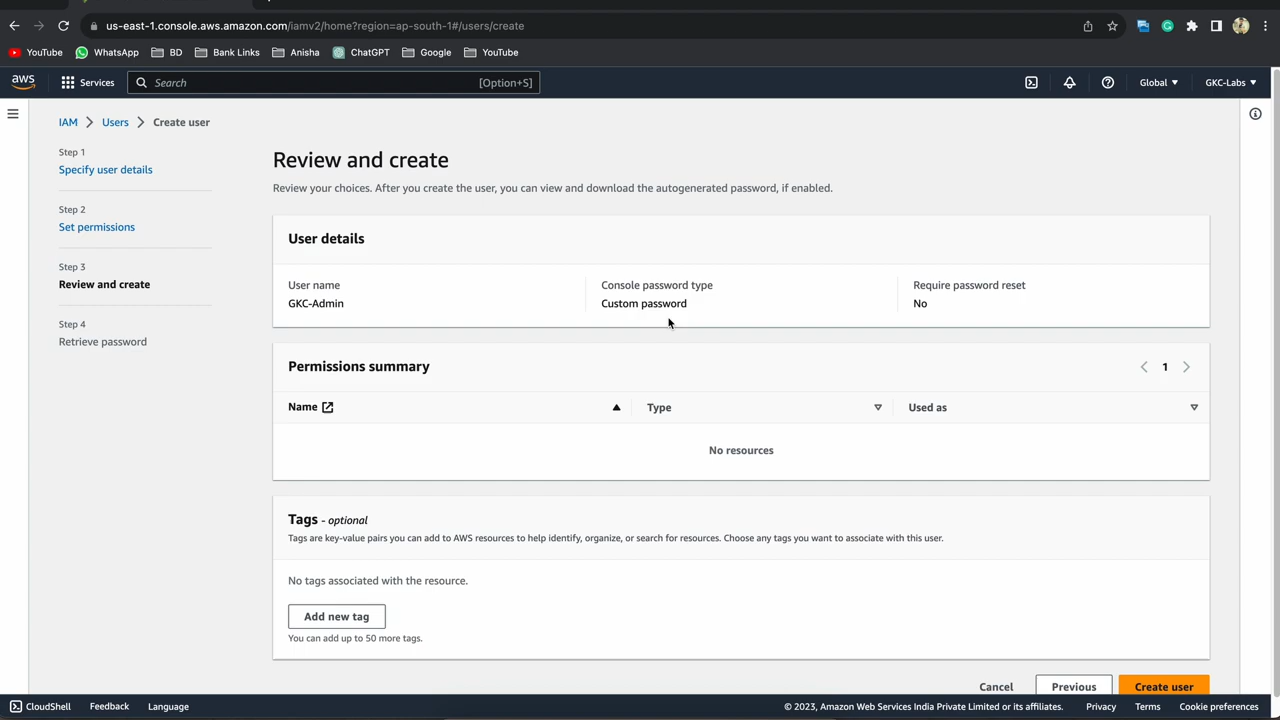 us-east-1.console.aws.amazon.com/iamv2/home?region=ap-south-1#/users/create
YouTube WhatsApp BD Bank Links Anisha ChatGPT Google YouTube
aws Services Search [Option+S] Global GKC-Labs
IAM Users Create user
Step 1
Specify user details
Step 2
Set permissions
Step 3
Review and create
Step 4
Retrieve password
Review and create
Review your choices. After you create the user, you can view and download the autogenerated password, if enabled.
User details
User name
GKC-Admin
Console password type
Custom password
Require password reset
No
Permissions summary
1
Name Type Used as
No resources
Tags - optional
Tags are key-value pairs you can add to AWS resources to help identify, organize, or search for resources. Choose any tags you want to associate with this user.
No tags associated with the resource.
Add new tag
You can add up to 50 more tags.
Cancel Previous Create user
CloudShell Feedback Language © 2023, Amazon Web Services India Private Limited or its affiliates. Privacy Terms Cookie preferences